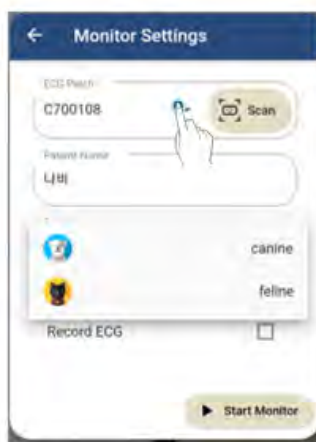 Monitor Settings
ECG Patch
C700108
Scan
Patient Name
나비
canine
feline
Record ECG
Start Monitor